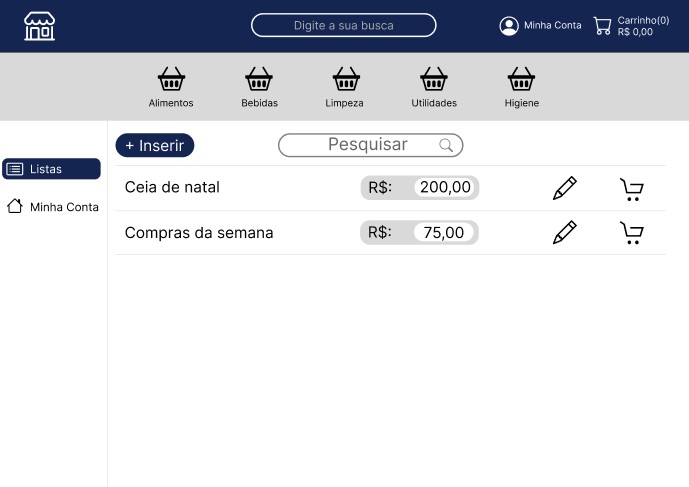 Digite a sua busca
Minha Conta
Carrinho(0)
R$ 0,00
Alimentos
Bebidas
Limpeza
Utilidades
Higiene
+ Inserir
Pesquisar
Listas
Minha Conta
Ceia de natal
R$: 200,00
Compras da semana
R$: 75,00